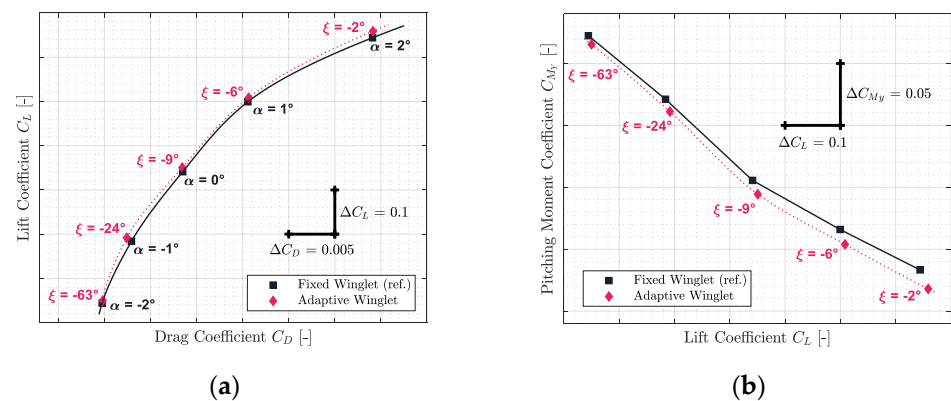 ξ = -2°
α = 2°
ξ = -6°
α = 1°
ξ = -9°
α = 0°
ξ = -24°
α = -1°
ξ = -63°
α = -2°
ΔC_L = 0.1
ΔC_D = 0.005
Fixed Winglet (ref.)
Adaptive Winglet
Lift Coefficient C_L [-]
Drag Coefficient C_D [-]
(a)
ξ = -63°
ξ = -24°
ξ = -9°
ξ = -6°
ξ = -2°
ΔC_My = 0.05
ΔC_L = 0.1
Fixed Winglet (ref.)
Adaptive Winglet
Pitching Moment Coefficient C_{M_Y} [-]
Lift Coefficient C_L [-]
(b)